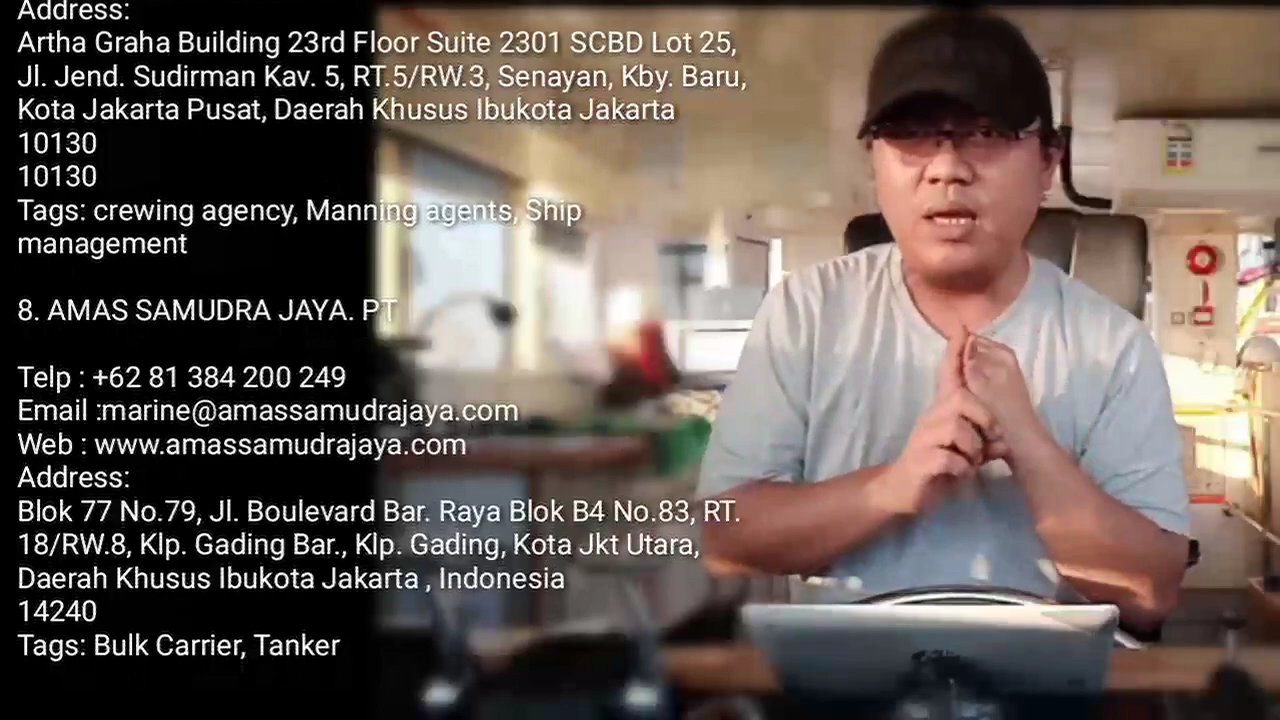 Address:
Artha Graha Building 23rd Floor Suite 2301 SCBD Lot 25,
Jl. Jend. Sudirman Kav. 5, RT.5/RW.3, Senayan, Kby. Baru,
Kota Jakarta Pusat, Daerah Khusus Ibukota Jakarta
10130
10130
Tags: crewing agency, Manning agents, Ship
management
8. AMAS SAMUDRA JAYA. PT
Telp : +62 81 384 200 249
Email :marine@amassamudrajaya.com
Web : www.amassamudrajaya.com
Address:
Blok 77 No.79, Jl. Boulevard Bar. Raya Blok B4 No.83, RT.
18/RW.8, Klp. Gading Bar., Klp. Gading, Kota Jkt Utara,
Daerah Khusus Ibukota Jakarta , Indonesia
14240
Tags: Bulk Carrier, Tanker